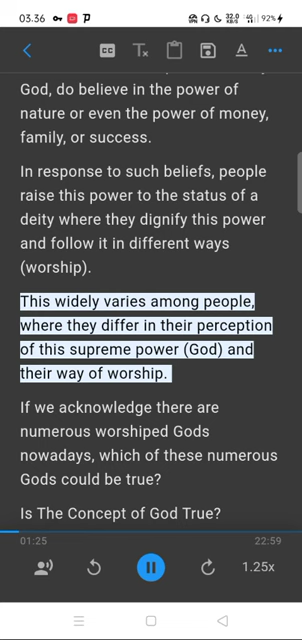 03.36
32.0
KB/S
4G
92%
CC
God, do believe in the power of
nature or even the power of money,
family, or success.
In response to such beliefs, people
raise this power to the status of a
deity where they dignify this power
and follow it in different ways
(worship).
This widely varies among people,
where they differ in their perception
of this supreme power (God) and
their way of worship.
If we acknowledge there are
numerous worshiped Gods
nowadays, which of these numerous
Gods could be true?
Is The Concept of God True?
01:25
22:59
1.25x